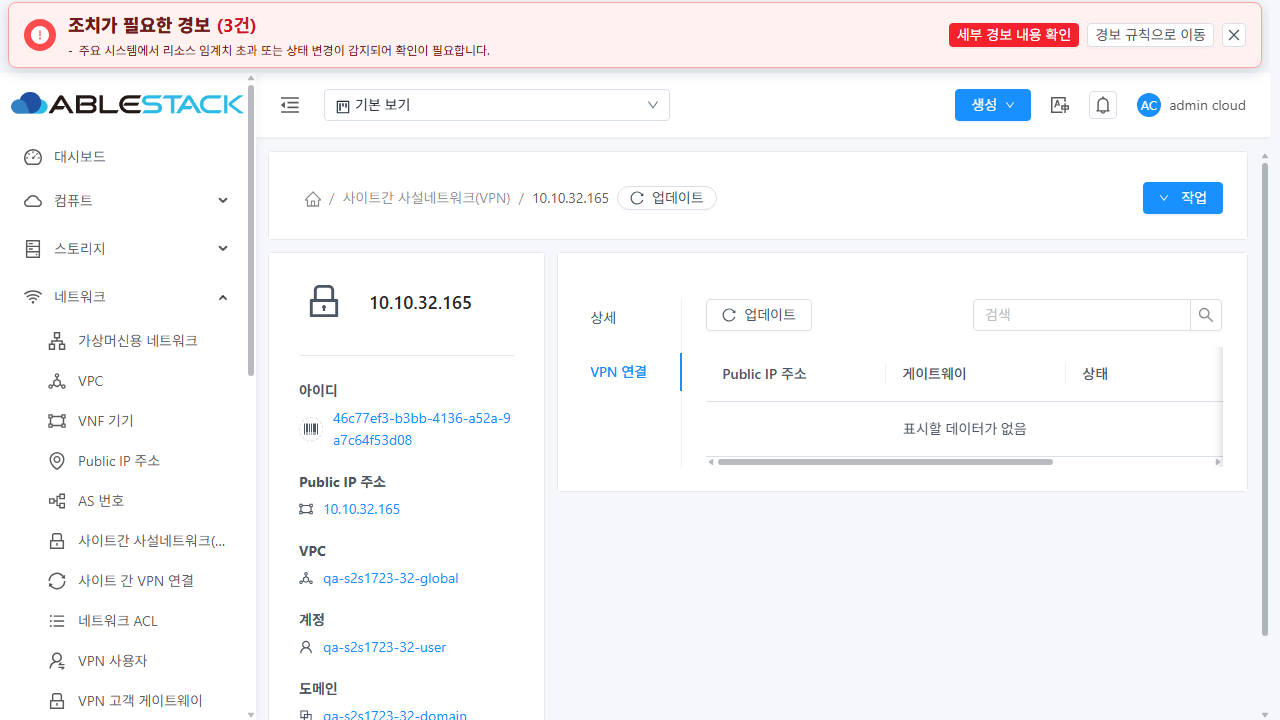 조치가 필요한 경보 (3건)
- 주요 시스템에서 리소스 임계치 초과 또는 상태 변경이 감지되어 확인이 필요합니다.
세부 경보 내용 확인
경보 규칙으로 이동
ABLESTACK
기본 보기
생성
AC
admin cloud
대시보드
컴퓨트
스토리지
네트워크
가상머신용 네트워크
VPC
VNF 기기
Public IP 주소
AS 번호
사이트간 사설네트워크(...
사이트 간 VPN 연결
네트워크 ACL
VPN 사용자
VPN 고객 게이트웨이
/ 사이트간 사설네트워크(VPN) / 10.10.32.165
업데이트
작업
10.10.32.165
아이디
46c77ef3-b3bb-4136-a52a-9
a7c64f53d08
Public IP 주소
10.10.32.165
VPC
qa-s2s1723-32-global
계정
qa-s2s1723-32-user
도메인
qa-s2s1723-32-domain
상세
VPN 연결
업데이트
검색
Public IP 주소
게이트웨이
상태
표시할 데이터가 없음